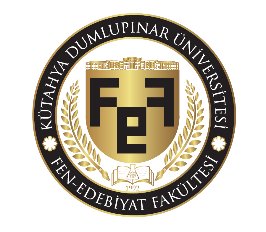 KÜTAHYA DUMLUPINAR ÜNİVERSİTESİ
FeF
FEN-EDEBİYAT FAKÜLTESİ